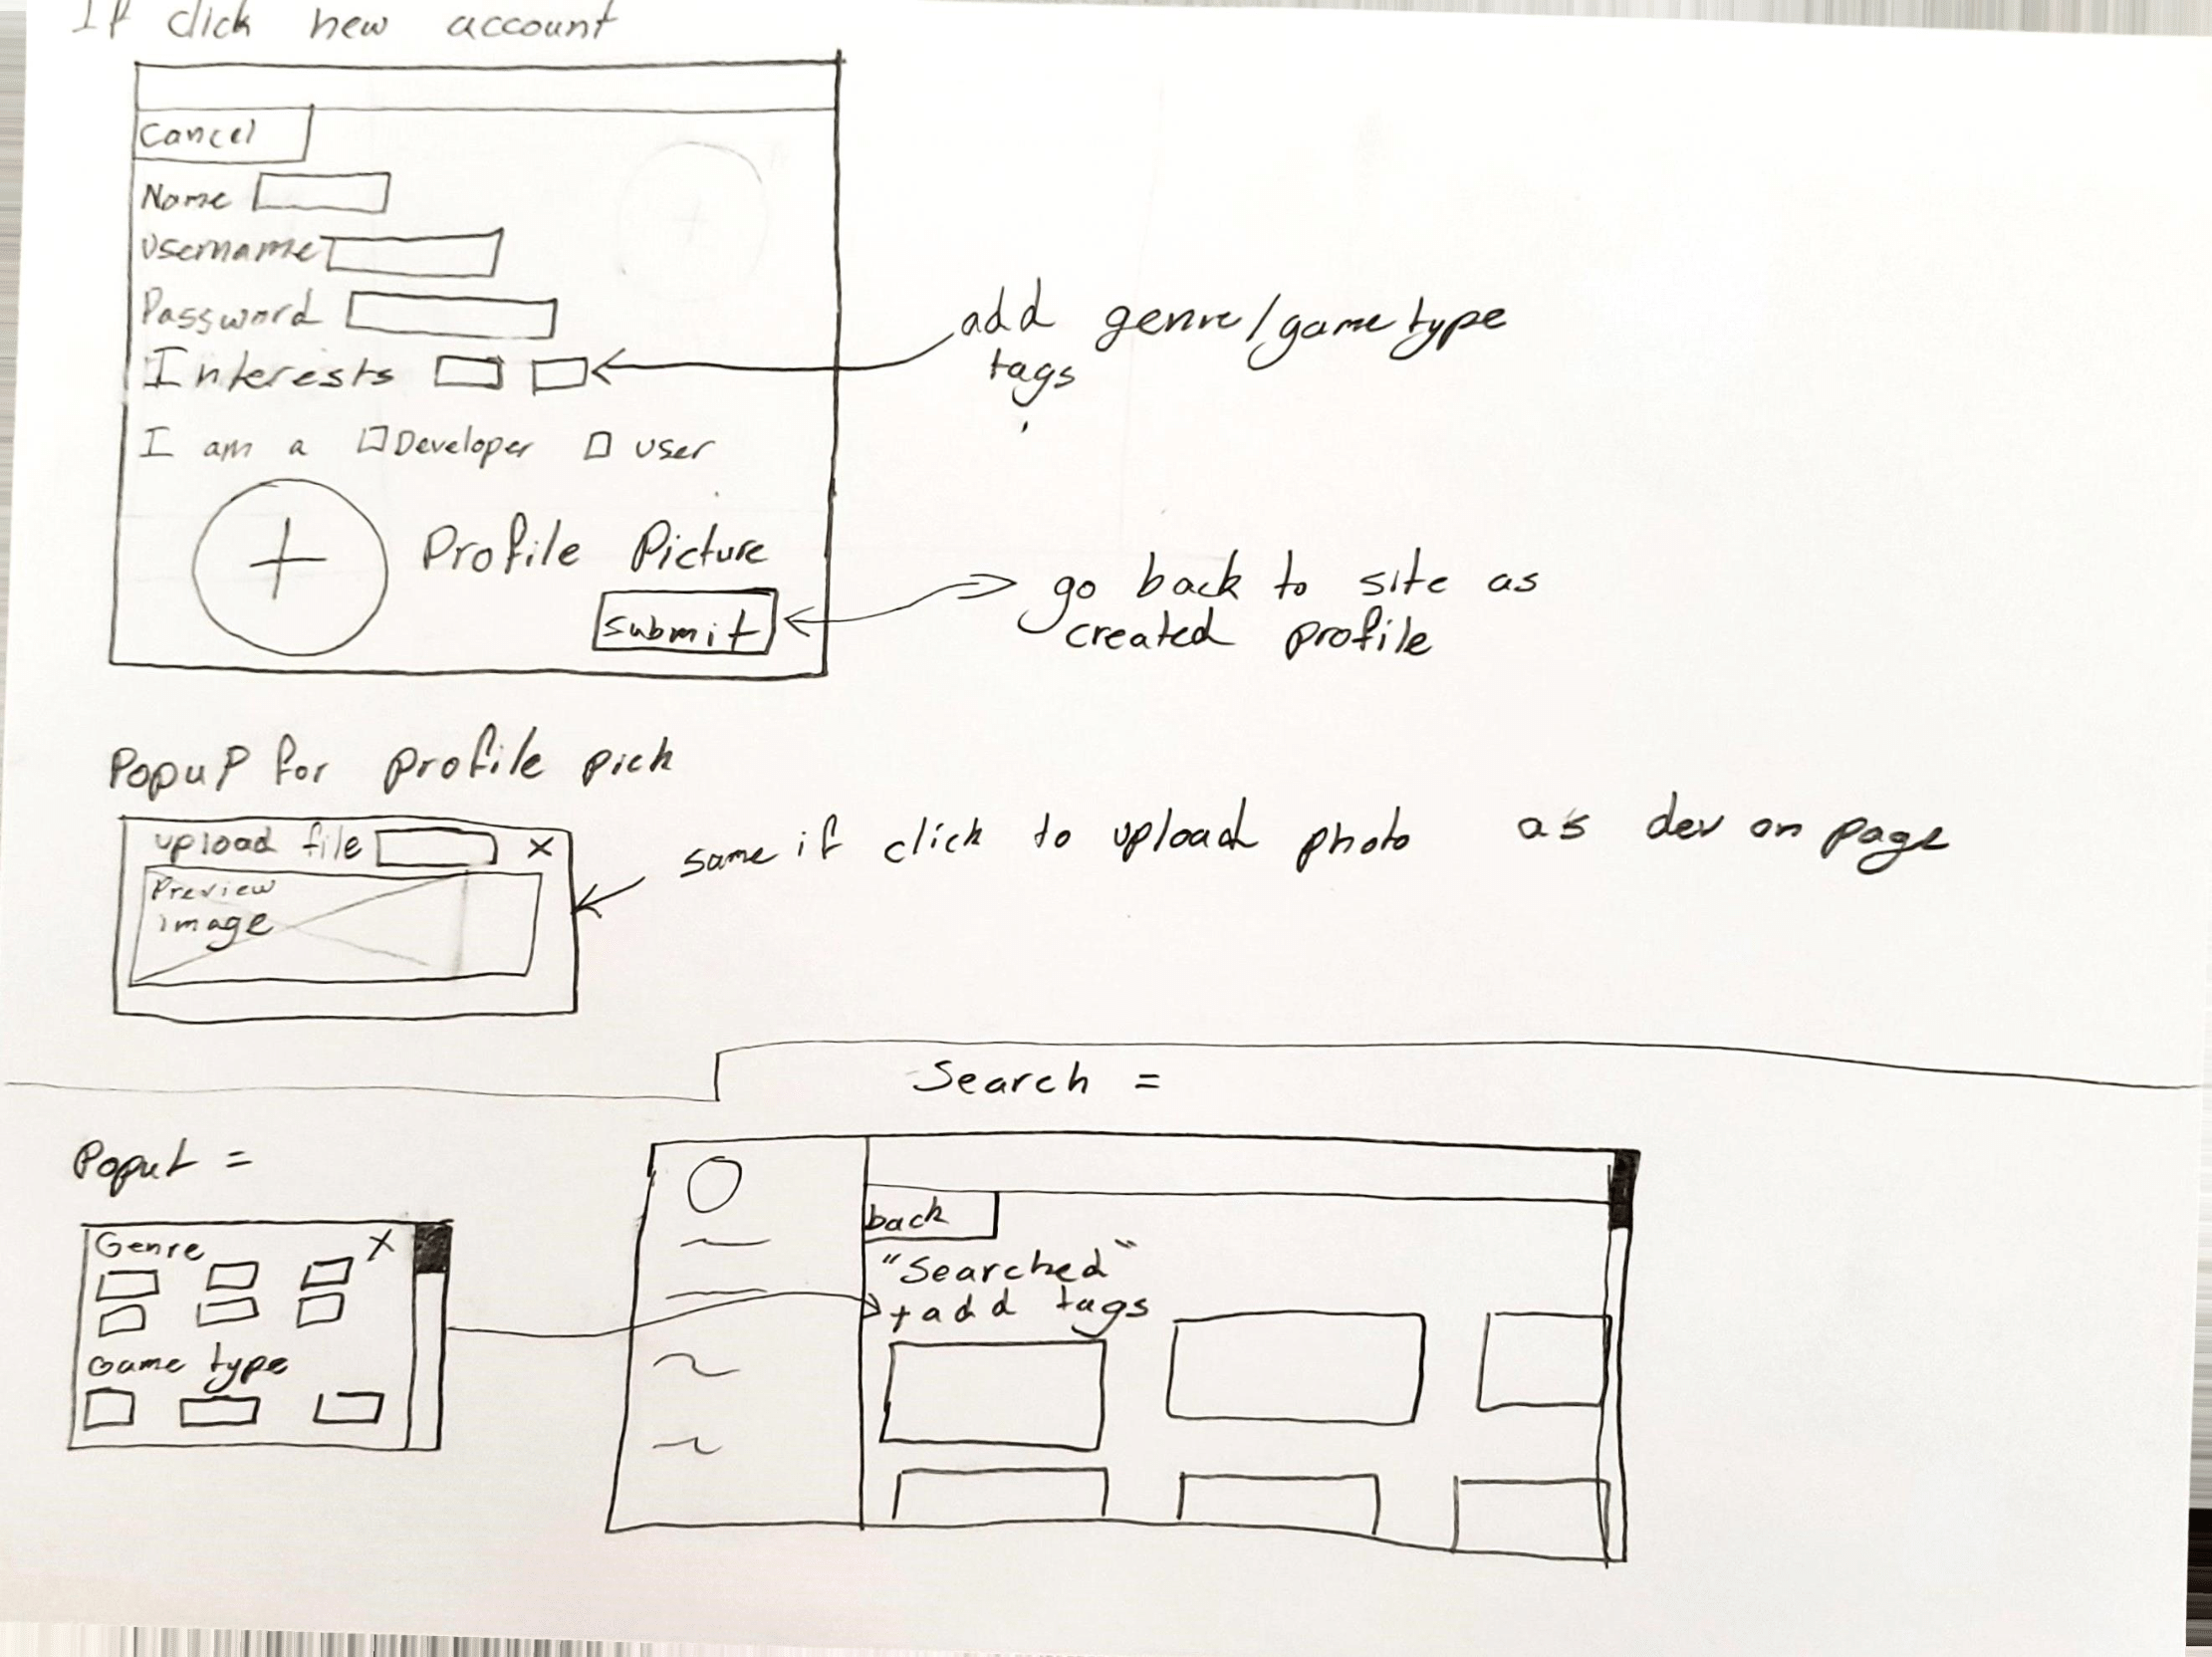 If click new account
Cancel
Name
Username
Password
Interests
add genre/game type
tags
I am a Developer user
Profile Picture
submit
go back to site as
created profile
Popup for profile pick
upload file x
Preview
image
same if click to upload photo as dev on page
Search =
Poput =
Genre X
Game type
back
"Searched"
+ add tags